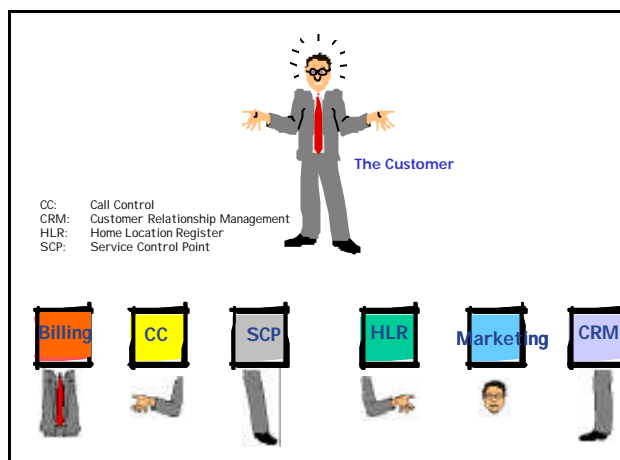 The Customer
CC: Call Control
CRM: Customer Relationship Management
HLR: Home Location Register
SCP: Service Control Point
Billing CC SCP HLR Marketing CRM